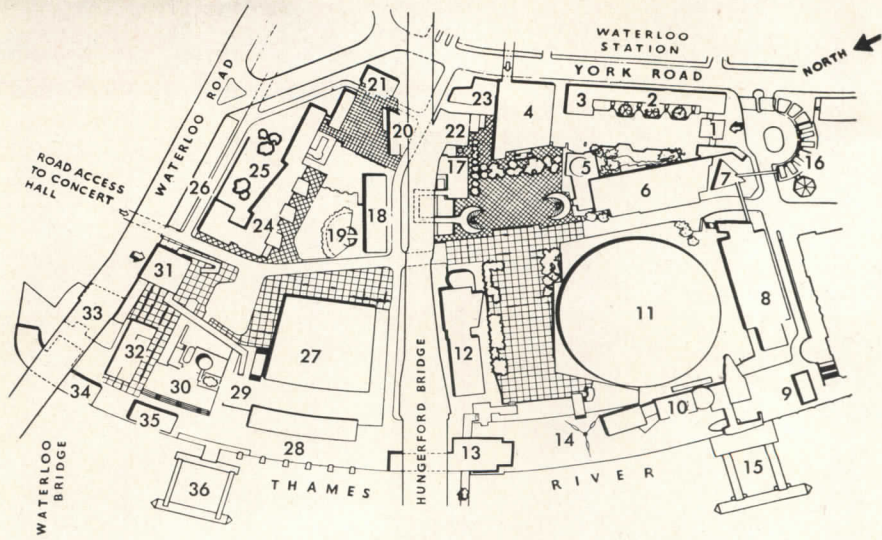 WATERLOO
STATION
YORK ROAD
NORTH
WATERLOO ROAD
ROAD ACCESS
TO CONCERT
HALL
21
23
4
3
2
1
20
22
5
16
25
17
6
7
26
18
24
19
31
8
33
11
27
12
32
30
29
34
10
9
35
14
28
13
15
36
THAMES
RIVER
HUNGERFORD BRIDGE
WATERLOO
BRIDGE